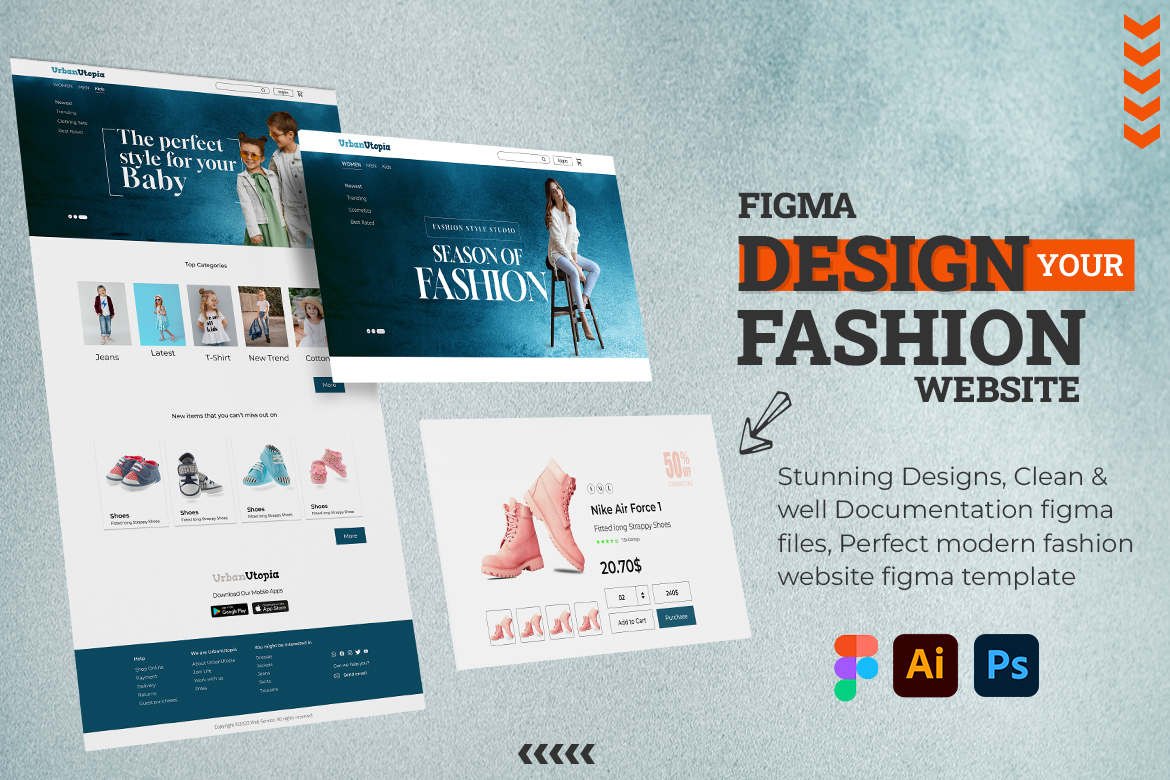 UrbanUtopia
WOMEN MEN Kids
login
Newest
Trending
Clothing Sets
Best Rated
The perfect
style for your
Baby
Top Categories
Jeans
Latest
T-Shirt
New Trend
Cotton
More
New items that you can't miss out on
Shoes
Fitted long Strappy Shoes
Shoes
Fitted long Strappy Shoes
Shoes
Fitted long Strappy Shoes
Shoes
Fitted long Strappy Shoes
More
UrbanUtopia
Download Our Mobile Apps
Google Play
App Store
Help
Shop Online
Payment
Delivery
Returns
Guest purchases
We are UrbanUtopia
About UrbanUtopia
Join Life
Work with us
Press
You might be interested in
Dresses
Jackets
Jeans
Skirts
Trousers
Can we help you?
Send email
Copyright ©2023 Web Service. All rights reserved.
UrbanUtopia
WOMEN MEN Kids
login
Newest
Trending
Cosmetics
Best Rated
FASHION STYLE STUDIO
SEASON OF
FASHION
50%
OFF
Nike Air Force 1
Fitted long Strappy Shoes
20.70$
02
240$
Add to Cart
Purchase
FIGMA
DESIGN YOUR
FASHION
WEBSITE
Stunning Designs, Clean &
well Documentation figma
files, Perfect modern fashion
website figma template
Ai
Ps